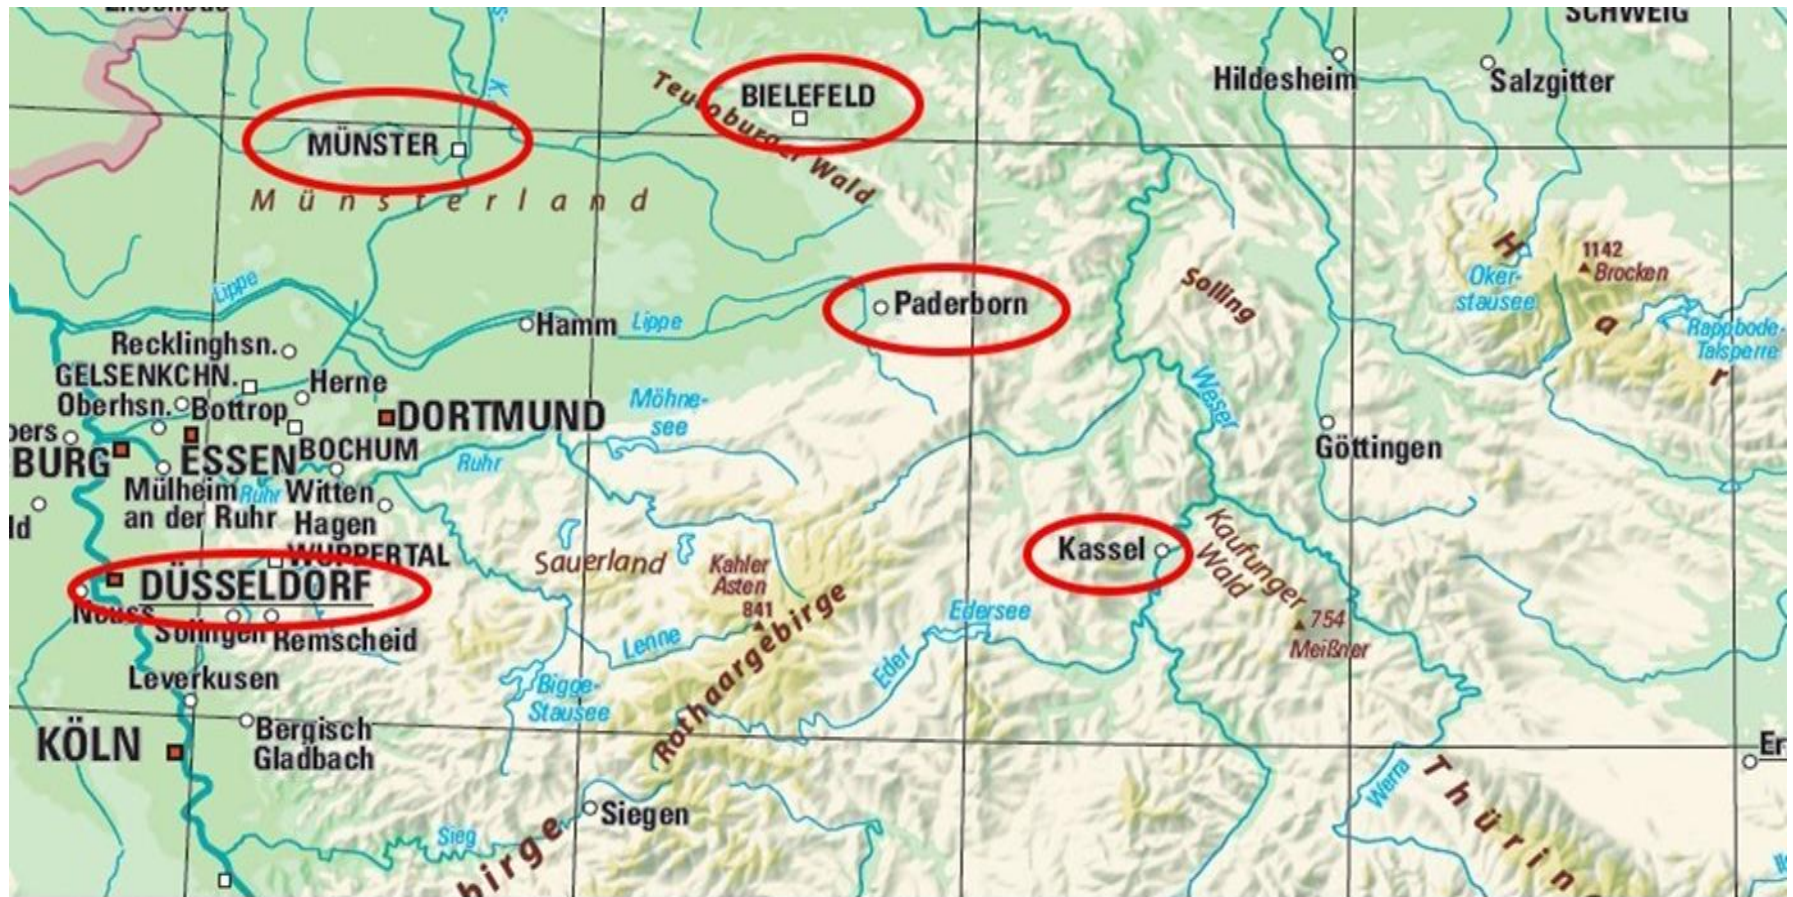 SCHWEIG
Hildesheim
Salzgitter
BIELEFELD
Teutoburger Wald
MÜNSTER
Münsterland
Harz
1142
Brocken
Oker-
stausee
Solling
Rappbode-
Talsperre
Paderborn
Lippe
Hamm
Lippe
Recklinghsn.
GELSENKCHN.
Herne
Oberhsn.
Bottrop
DORTMUND
Möhne-
see
Weser
BURG
ESSEN
BOCHUM
Ruhr
Göttingen
Mülheim
an der Ruhr
Ruhr
Witten
Hagen
WUPPERTAL
Sauerland
Kahler
Asten
841
Kassel
Kaufunger
Wald
DÜSSELDORF
Neuss
Solingen
Remscheid
Lenne
Rothaargebirge
Edersee
Eder
754
Meißner
Leverkusen
Bigge-
Stausee
KÖLN
Bergisch
Gladbach
Werra
Thürin
Siegen
Sieg
birge